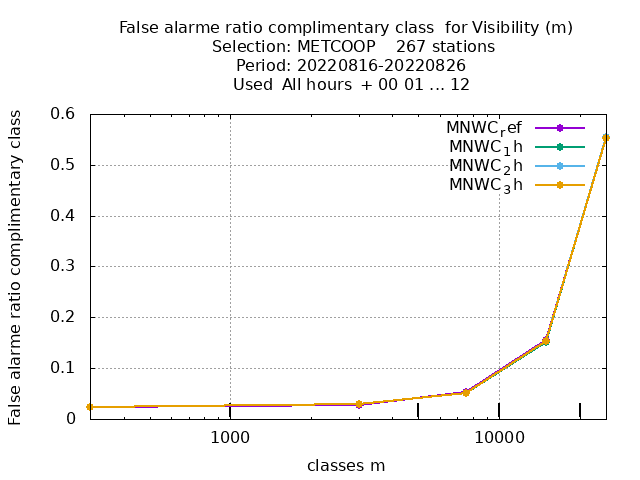 False alarme ratio complimentary class  for Visibility (m)
Selection: METCOOP    267 stations
Period: 20220816-20220826
Used  All hours  + 00 01 ... 12
False alarme ratio complimentary class
0.6
0.5
0.4
0.3
0.2
0.1
0
MNWC_ref
MNWC_1h
MNWC_2h
MNWC_3h
1000 10000
classes m